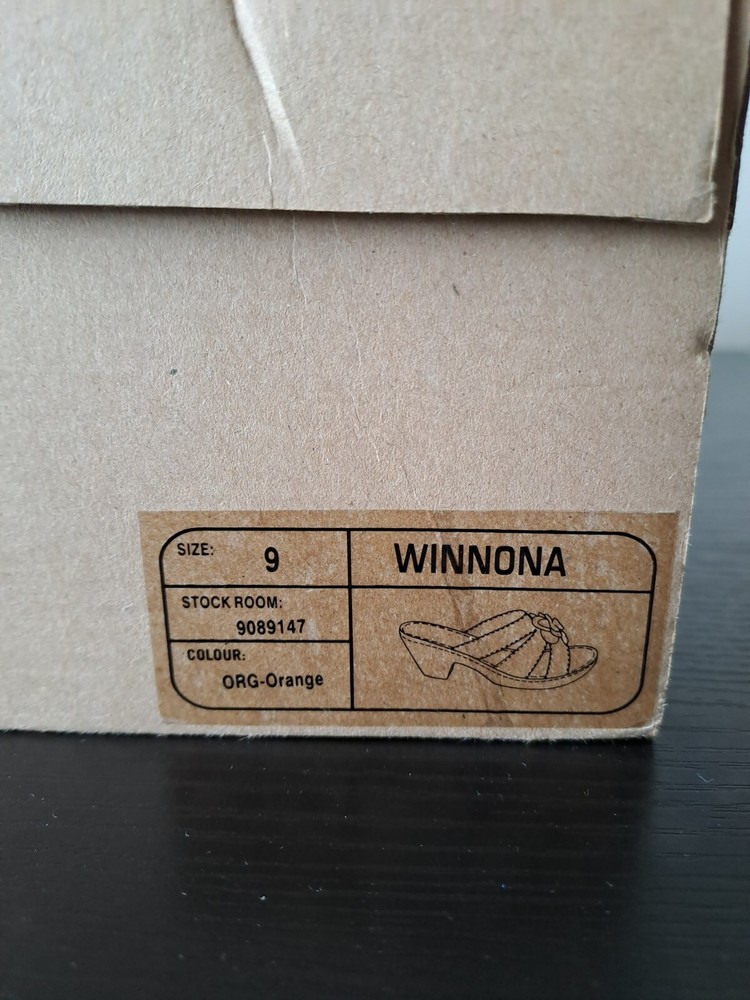 SIZE: 9
WINNONA
STOCK ROOM:
9089147
COLOUR:
ORG-Orange